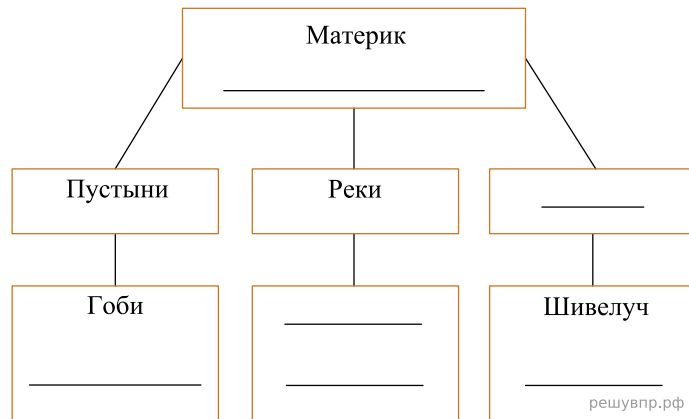 Материк
Пустыни
Реки
Гоби
Шивелуч
решувпр.рф